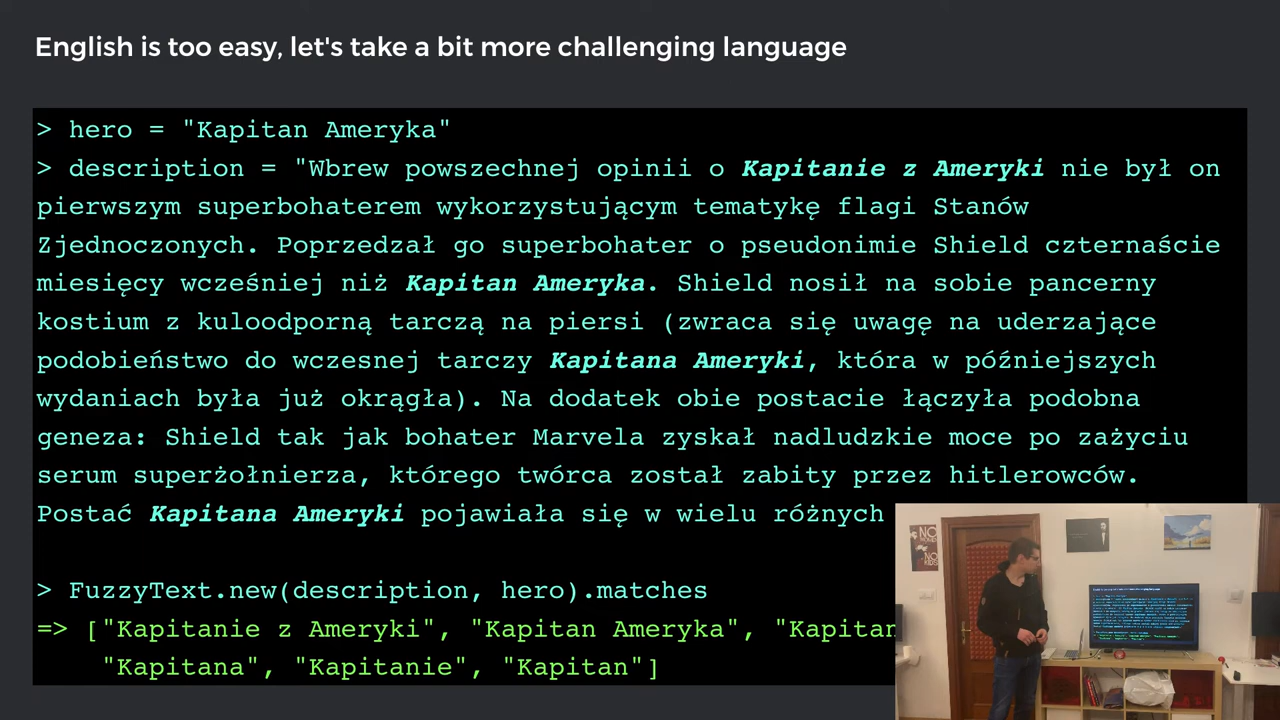 English is too easy, let's take a bit more challenging language
> hero = "Kapitan Ameryka"
> description = "Wbrew powszechnej opinii o Kapitanie z Ameryki nie był on
pierwszym superbohaterem wykorzystującym tematykę flagi Stanów
Zjednoczonych. Poprzedzał go superbohater o pseudonimie Shield czternaście
miesięcy wcześniej niż Kapitan Ameryka. Shield nosił na sobie pancerny
kostium z kuloodporną tarczą na piersi (zwraca się uwagę na uderzające
podobieństwo do wczesnej tarczy Kapitana Ameryki, która w późniejszych
wydaniach była już okrągła). Na dodatek obie postacie łączyła podobna
geneza: Shield tak jak bohater Marvela zyskał nadludzkie moce po zażyciu
serum superżołnierza, którego twórca został zabity przez hitlerowców.
Postać Kapitana Ameryki pojawiała się w wielu różnych
> FuzzyText.new(description, hero).matches
=> ["Kapitanie z Ameryki", "Kapitan Ameryka", "Kapitan
"Kapitana", "Kapitanie", "Kapitan"]
NO
KIDS